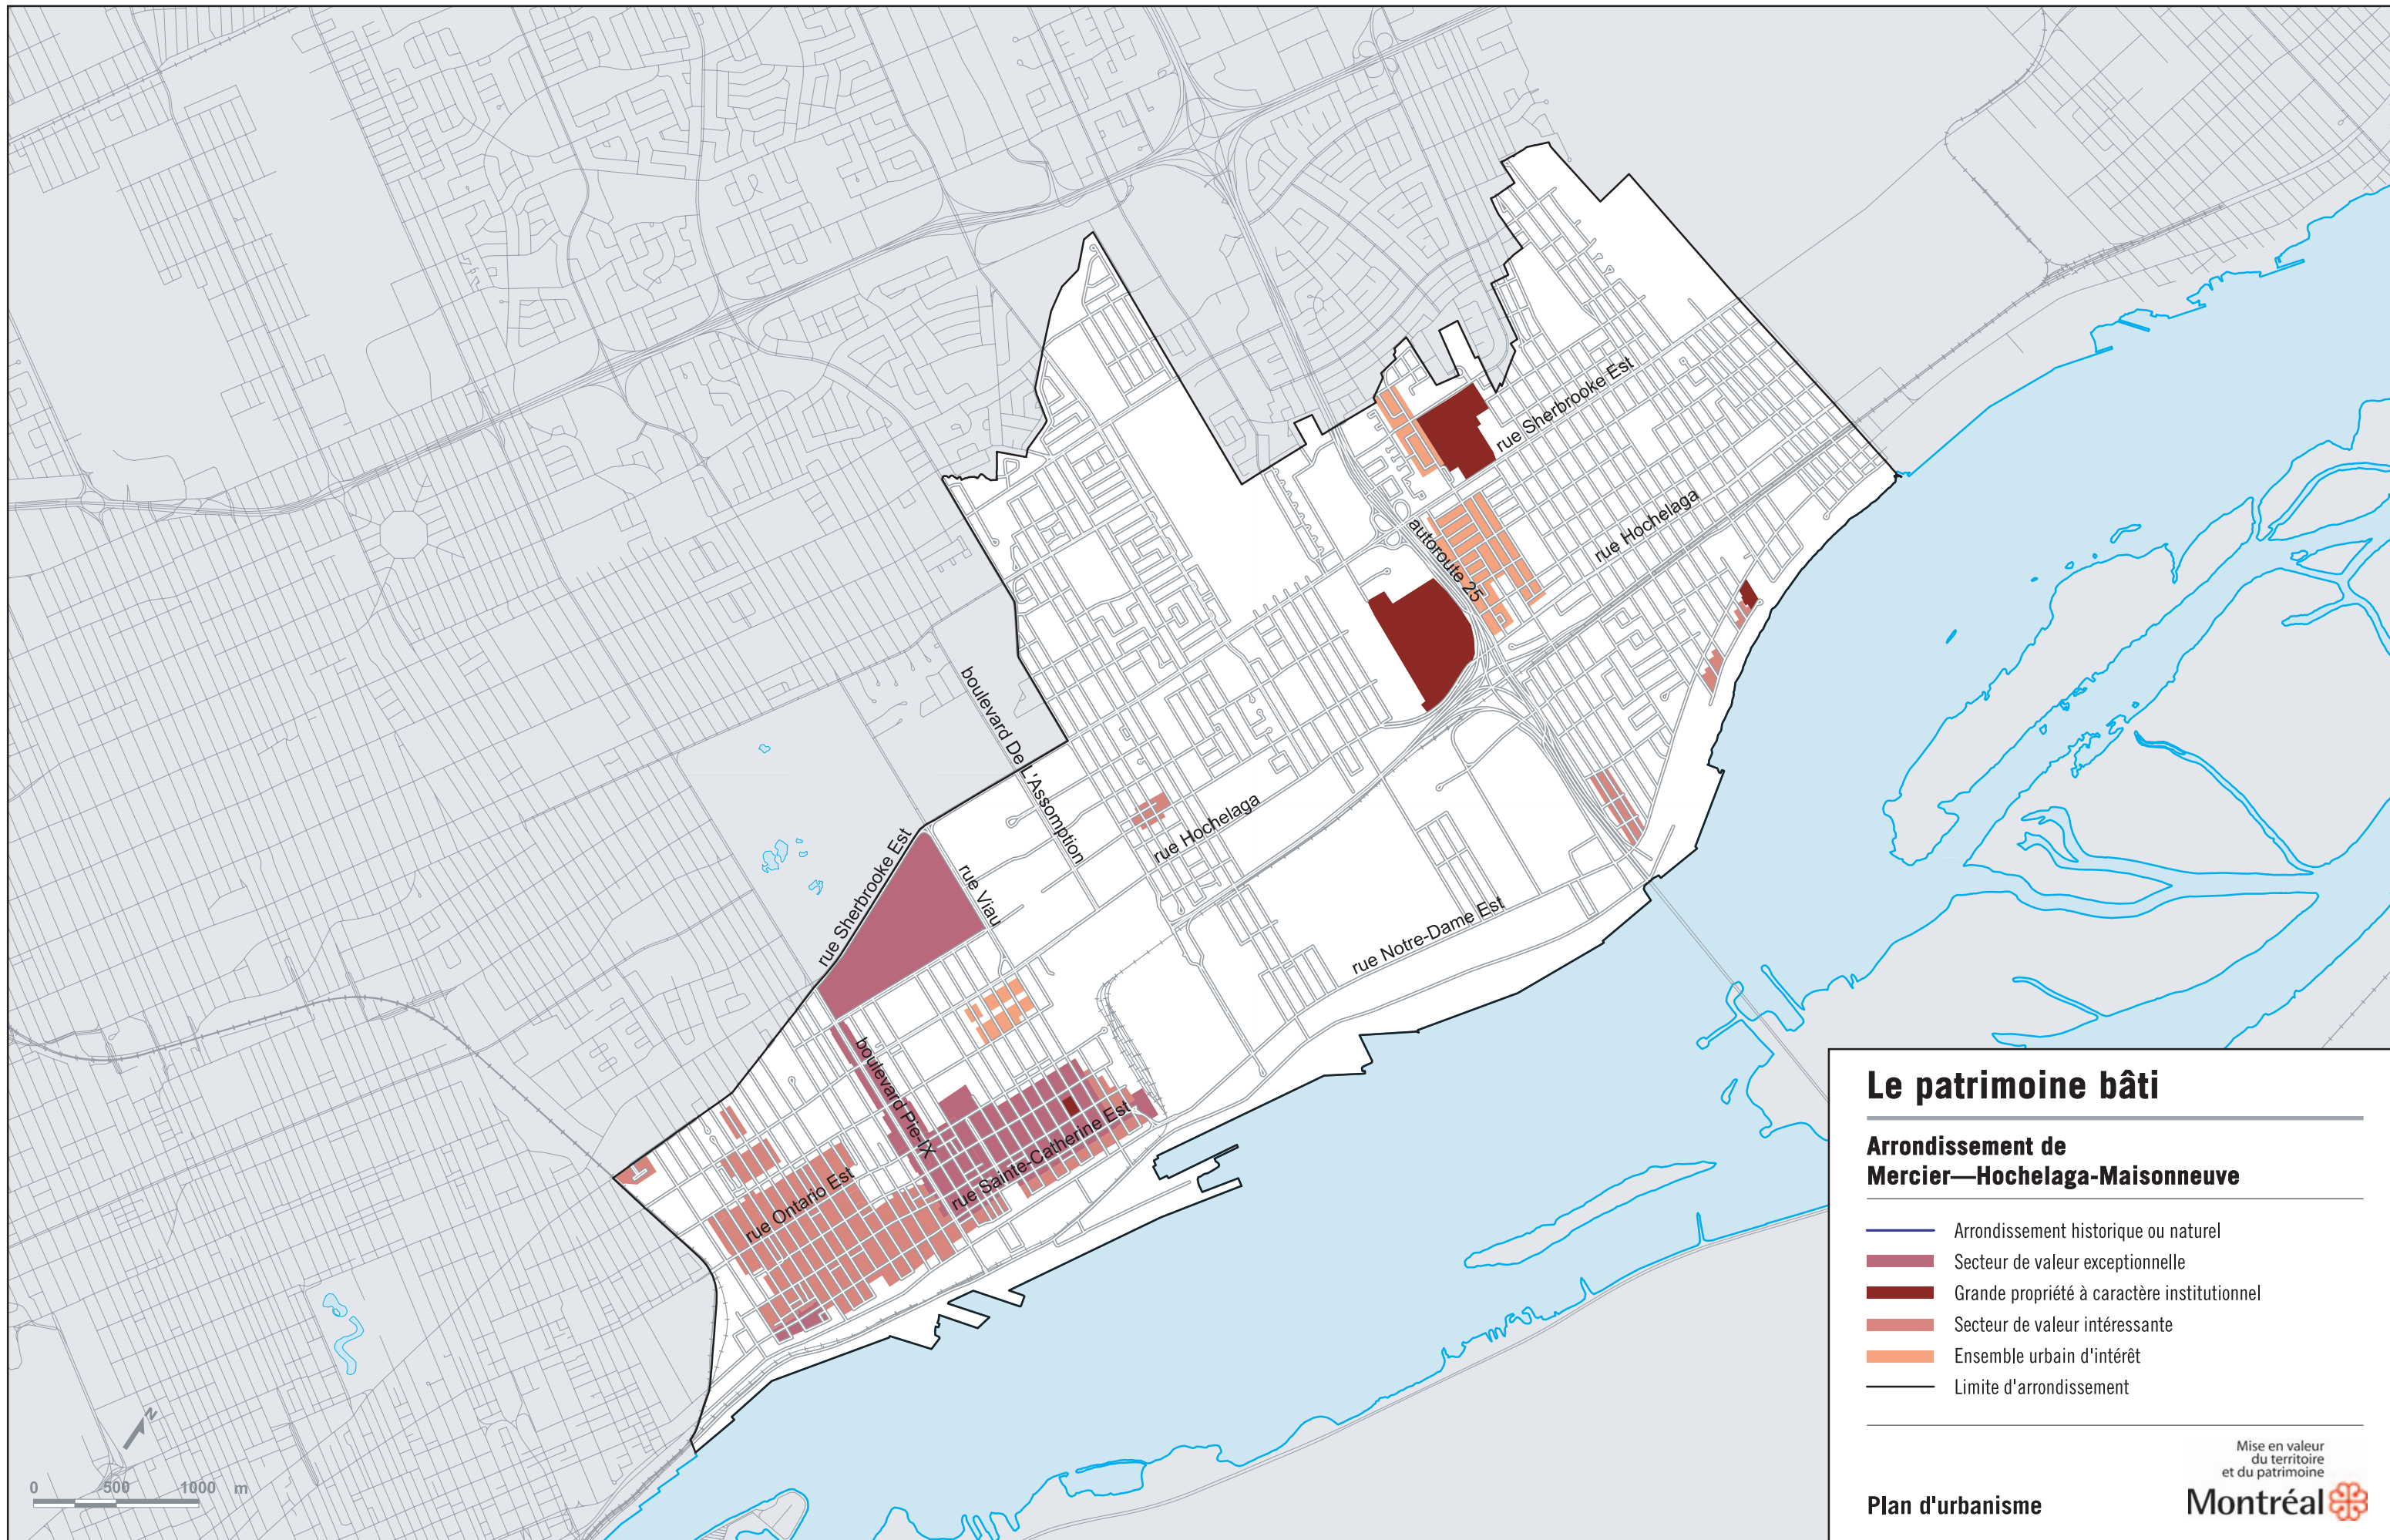 rue Sherbrooke Est
rue Hochelaga
autoroute 25
boulevard De L'Assomption
rue Hochelaga
rue Sherbrooke Est
rue Viau
rue Notre-Dame Est
boulevard Pie-IX
rue Sainte-Catherine Est
rue Ontario Est
N
0 500 1000 m
Le patrimoine bâti
Arrondissement de
Mercier—Hochelaga-Maisonneuve
Arrondissement historique ou naturel
Secteur de valeur exceptionnelle
Grande propriété à caractère institutionnel
Secteur de valeur intéressante
Ensemble urbain d'intérêt
Limite d'arrondissement
Plan d'urbanisme
Mise en valeur
du territoire
et du patrimoine
Montréal